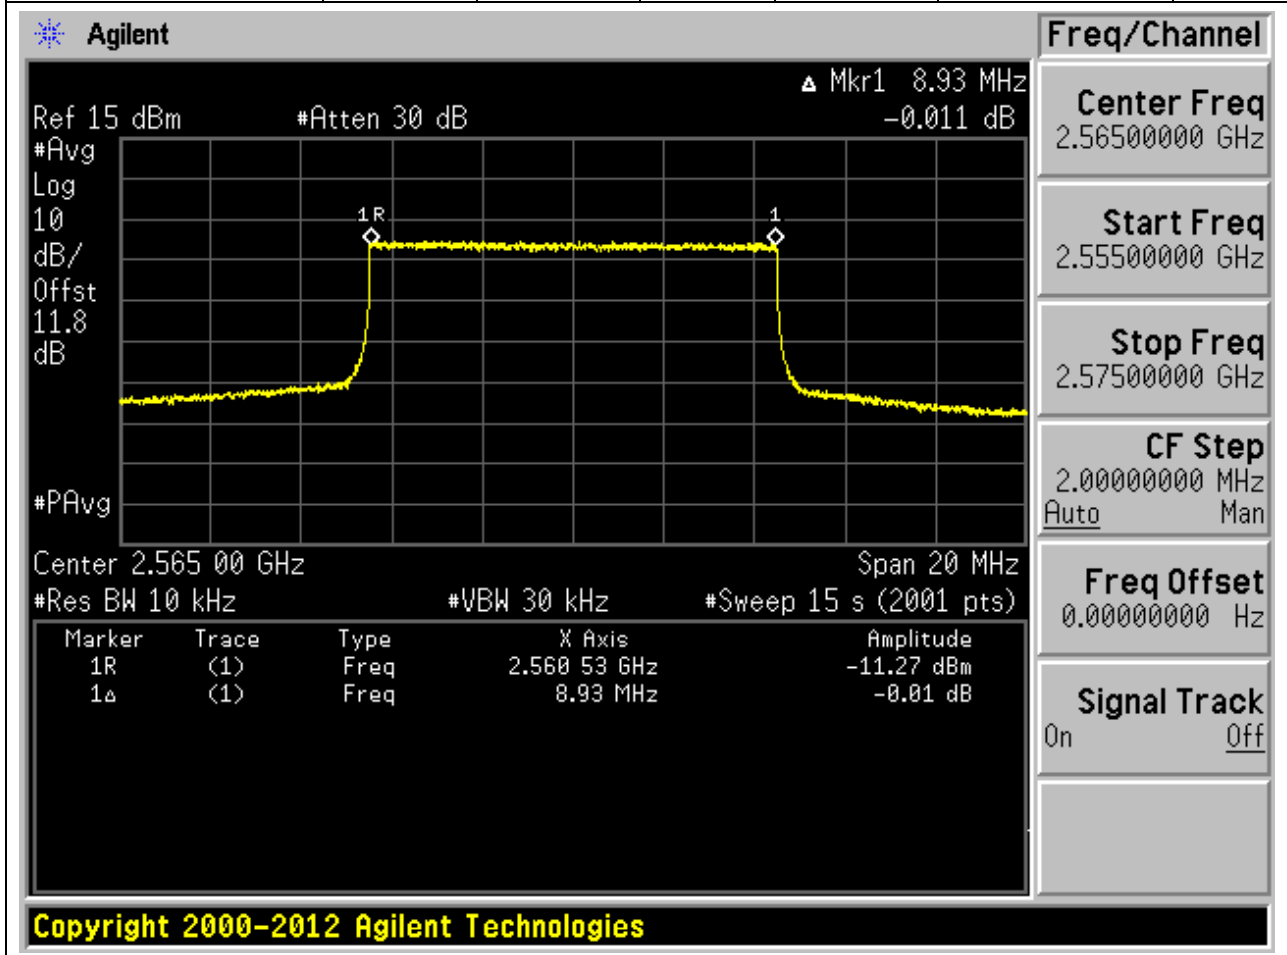 Agilent
Freq/Channel
Δ Mkr1 8.93 MHz
Ref 15 dBm #Atten 30 dB -0.011 dB
#Avg
Log
10
dB/
Offst
11.8
dB
1R
1
#PAvg
Center 2.565 00 GHz Span 20 MHz
#Res BW 10 kHz #VBW 30 kHz #Sweep 15 s (2001 pts)
Marker Trace Type X Axis Amplitude
1R (1) Freq 2.560 53 GHz -11.27 dBm
1Δ (1) Freq 8.93 MHz -0.01 dB
Center Freq
2.56500000 GHz
Start Freq
2.55500000 GHz
Stop Freq
2.57500000 GHz
CF Step
2.00000000 MHz
Auto Man
Freq Offset
0.00000000 Hz
Signal Track
On Off
Copyright 2000-2012 Agilent Technologies